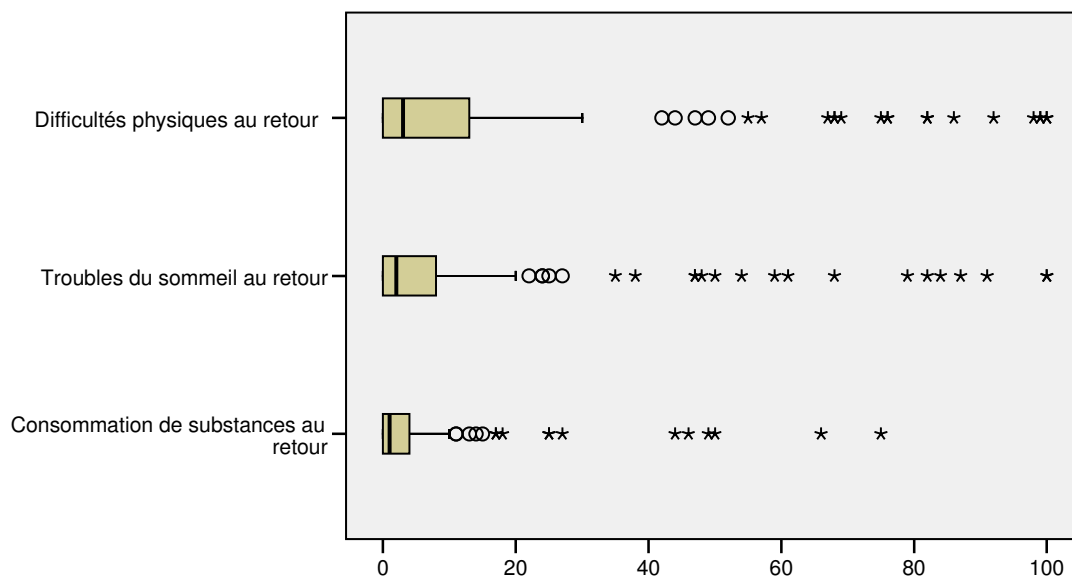 Difficultés physiques au retour
Troubles du sommeil au retour
Consommation de substances au
retour
0 20 40 60 80 100